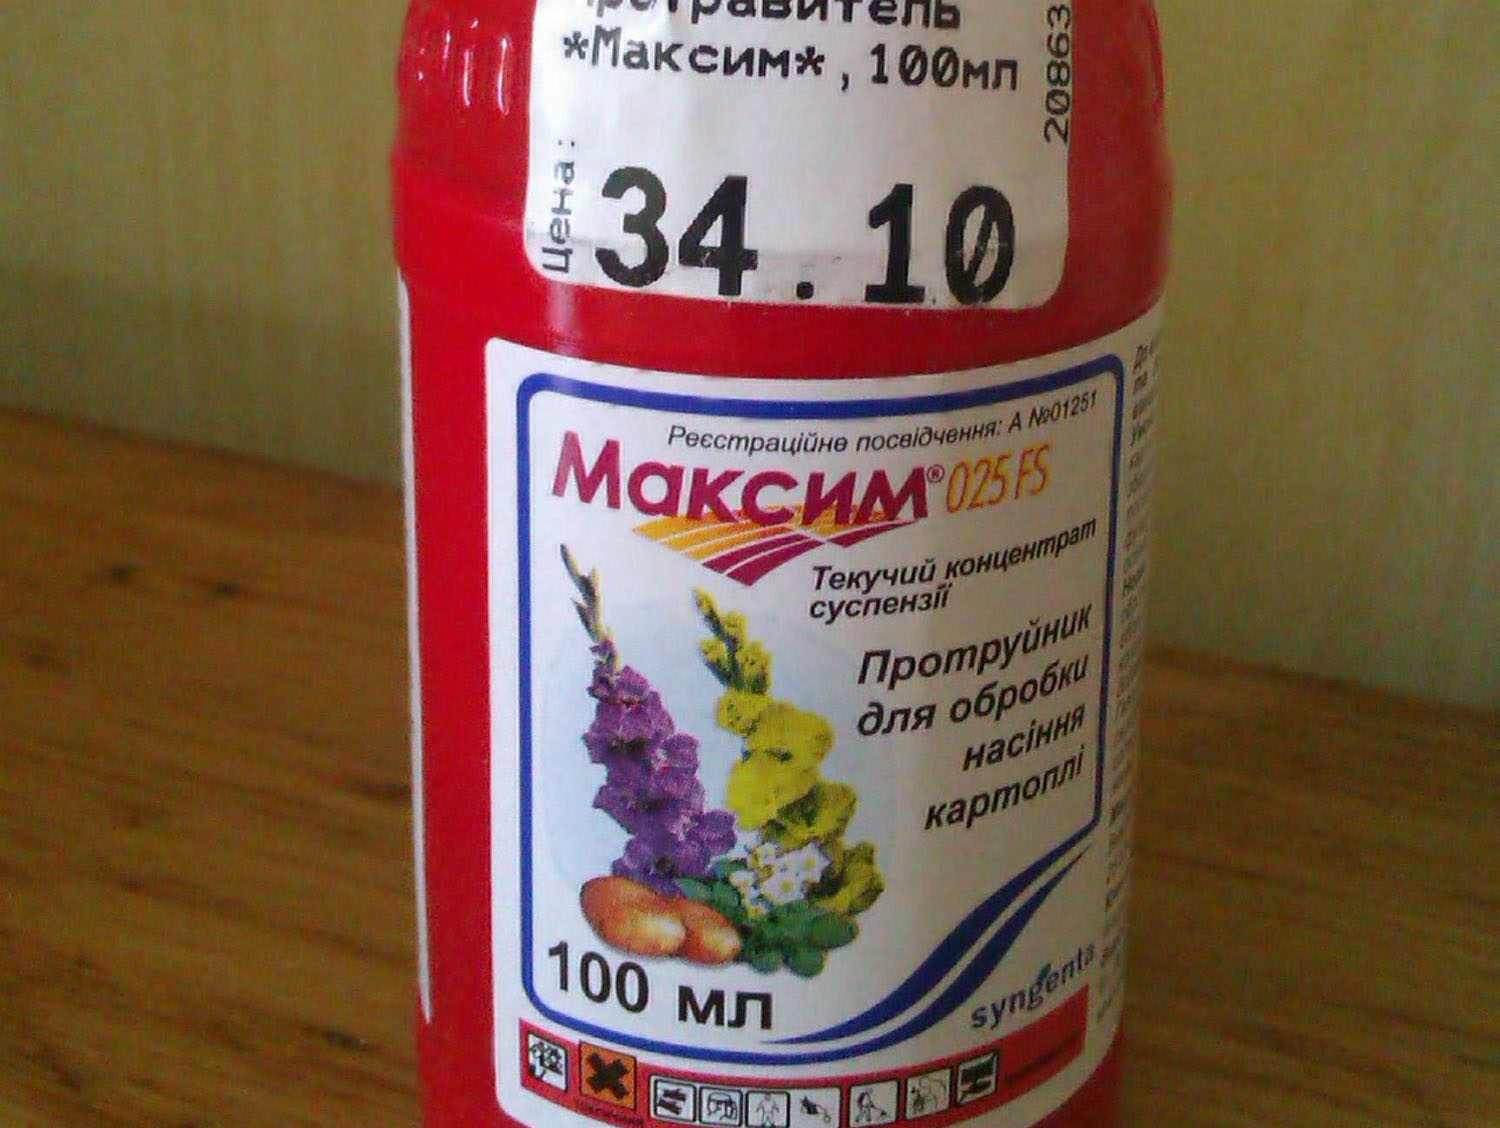 Протравитель
*Максим*, 100мл
20863
Цена:
34.10
Реєстраційне посвідчення: А №01251
Максим® 025 FS
Текучий концентрат
суспензії
Протруйник
для обробки
насіння
картоплі
100 мл
syngenta